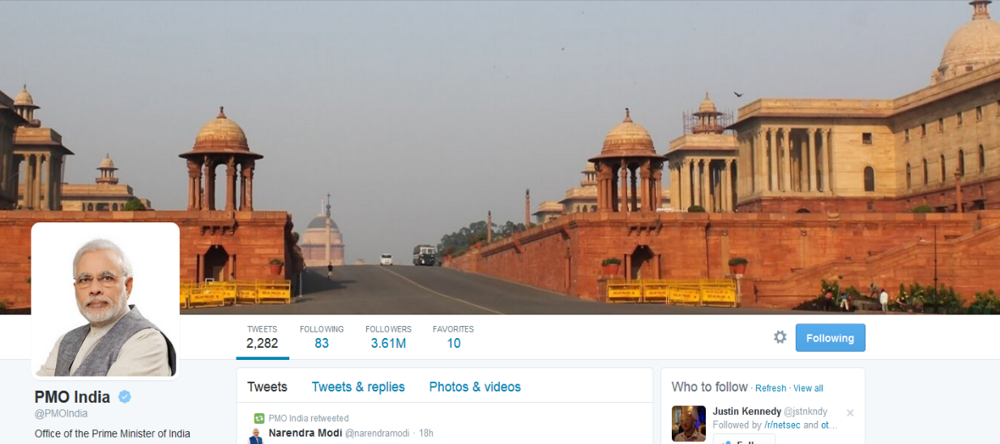 TWEETS FOLLOWING FOLLOWERS FAVORITES
2,282 83 3.61M 10
Following
PMO India
@PMOIndia
Office of the Prime Minister of India
Tweets Tweets & replies Photos & videos
PMO India retweeted
Narendra Modi @narendramodi · 18h
Who to follow · Refresh · View all
Justin Kennedy @jstnkndy
Followed by /r/netsec and ot...